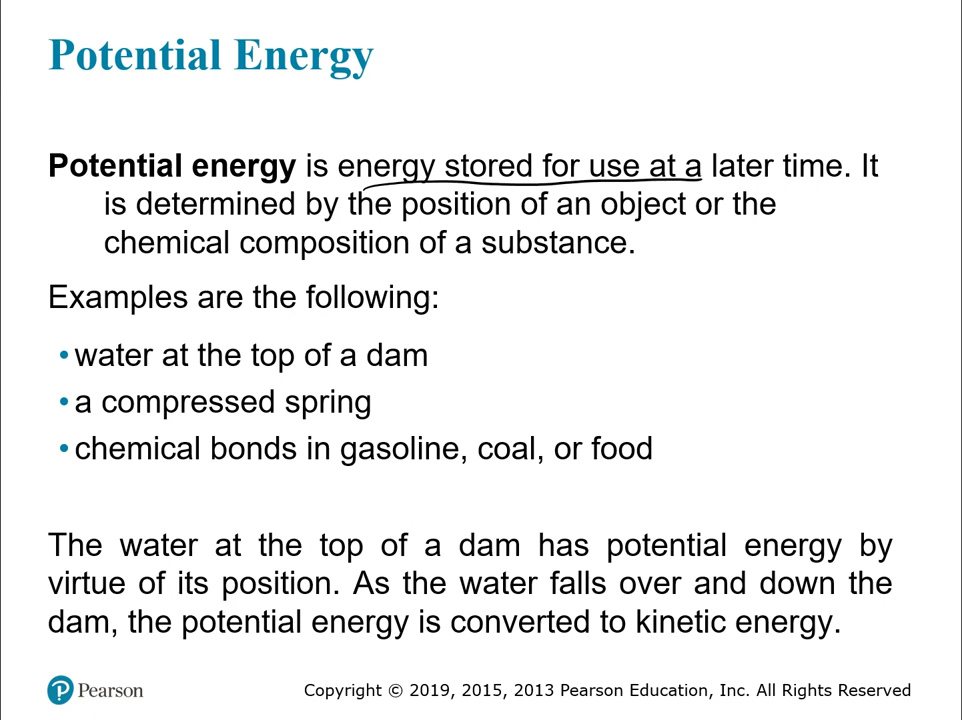 Potential Energy
Potential energy is energy stored for use at a later time. It
is determined by the position of an object or the
chemical composition of a substance.
Examples are the following:
• water at the top of a dam
• a compressed spring
• chemical bonds in gasoline, coal, or food
The water at the top of a dam has potential energy by
virtue of its position. As the water falls over and down the
dam, the potential energy is converted to kinetic energy.
Pearson
Copyright © 2019, 2015, 2013 Pearson Education, Inc. All Rights Reserved